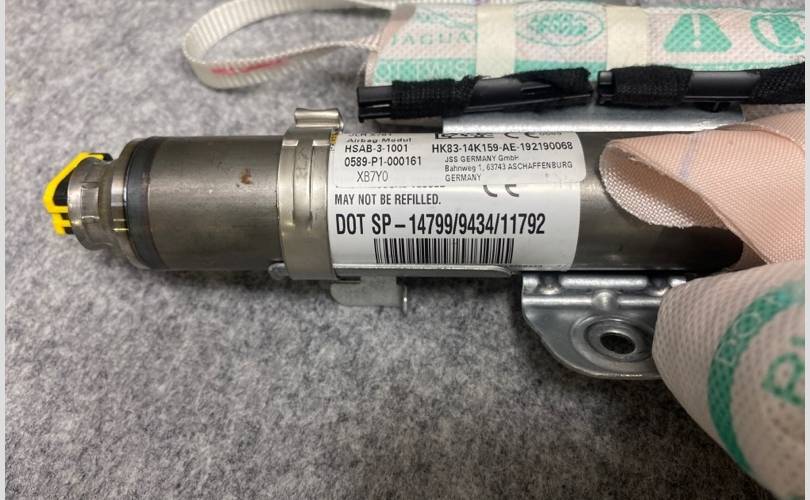 JAGUA
Airbag Modul
HSAB-3-1001 HK83-14K159-AE-192190068
0589-P1-000161 JSS GERMANY GmbH
Bahnweg 1, 63743 ASCHAFFENBURG
XB7Y0 GERMANY
MAY NOT BE REFILLED.
DOT SP-14799/9434/11792